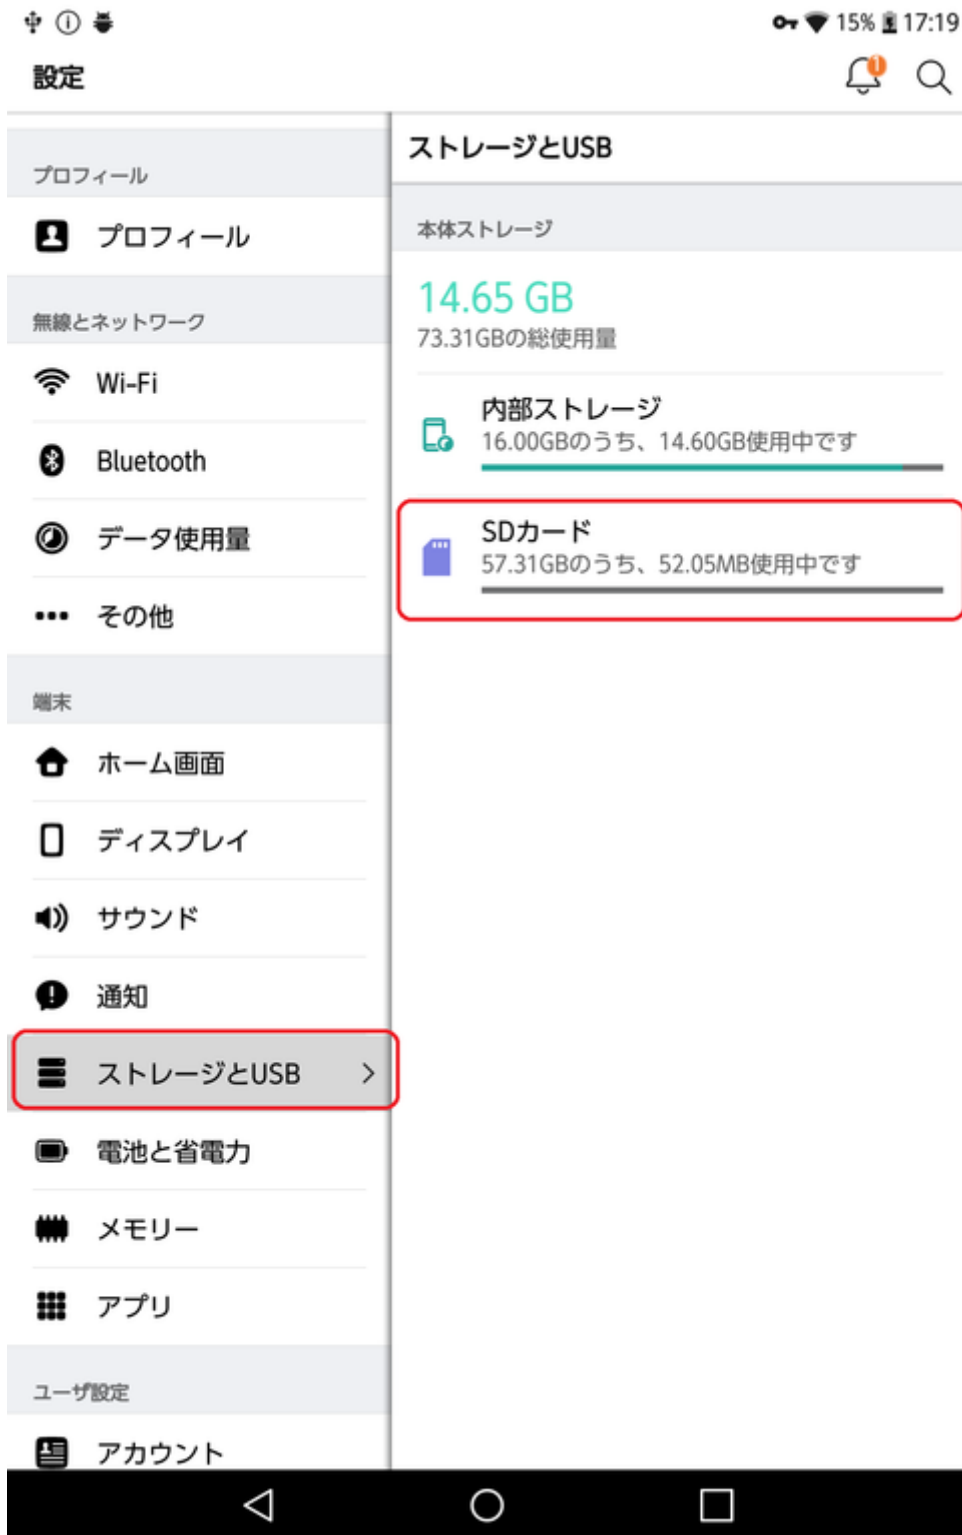 15% 17:19
設定
1
プロフィール
プロフィール
無線とネットワーク
Wi-Fi
Bluetooth
データ使用量
その他
端末
ホーム画面
ディスプレイ
サウンド
通知
ストレージとUSB
電池と省電力
メモリー
アプリ
ユーザ設定
アカウント
ストレージとUSB
本体ストレージ
14.65 GB
73.31GBの総使用量
内部ストレージ
16.00GBのうち、14.60GB使用中です
SDカード
57.31GBのうち、52.05MB使用中です